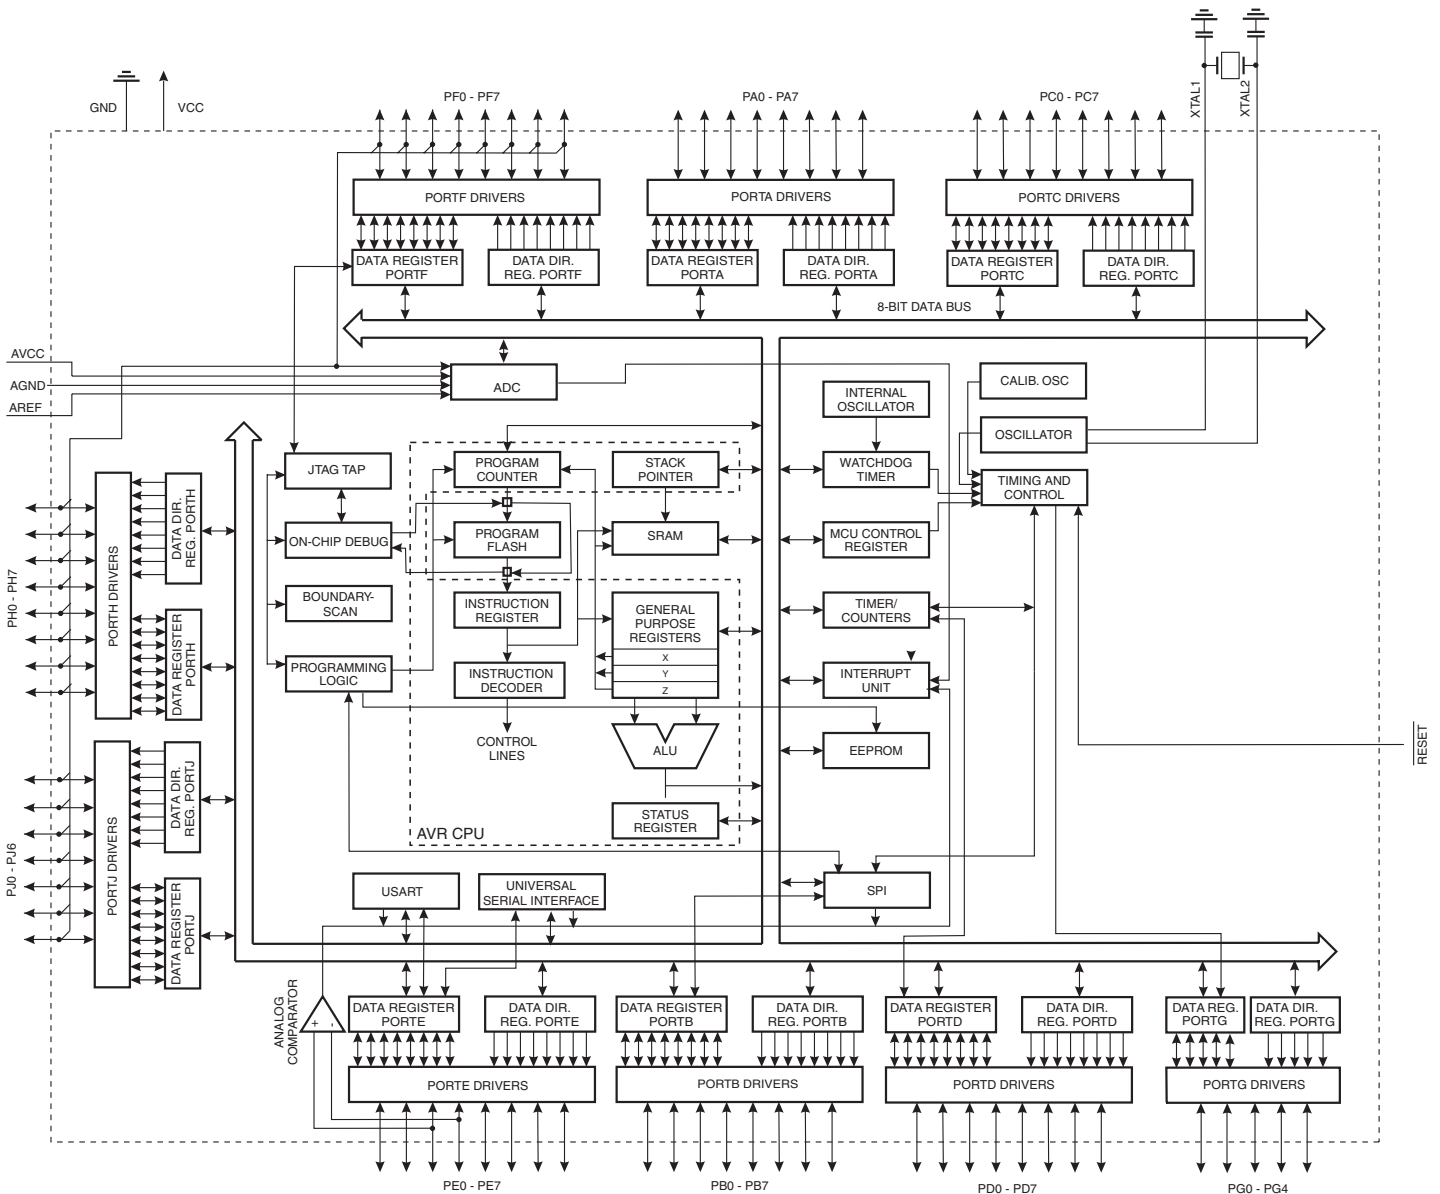 XTAL1
XTAL2
GND
VCC
PF0 - PF7
PA0 - PA7
PC0 - PC7
PORTF DRIVERS
PORTA DRIVERS
PORTC DRIVERS
DATA REGISTER
PORTF
DATA DIR.
REG. PORTF
DATA REGISTER
PORTA
DATA DIR.
REG. PORTA
DATA REGISTER
PORTC
DATA DIR.
REG. PORTC
8-BIT DATA BUS
AVCC
AGND
AREF
ADC
CALIB. OSC
INTERNAL
OSCILLATOR
OSCILLATOR
JTAG TAP
PROGRAM
COUNTER
STACK
POINTER
WATCHDOG
TIMER
TIMING AND
CONTROL
ON-CHIP DEBUG
PROGRAM
FLASH
SRAM
MCU CONTROL
REGISTER
BOUNDARY-
SCAN
INSTRUCTION
REGISTER
GENERAL
PURPOSE
REGISTERS
X
Y
Z
TIMER/
COUNTERS
PROGRAMMING
LOGIC
INSTRUCTION
DECODER
INTERRUPT
UNIT
CONTROL
LINES
ALU
EEPROM
STATUS
REGISTER
AVR CPU
RESET
PH0 - PH7
PORTH DRIVERS
DATA DIR.
REG. PORTH
DATA REGISTER
PORTH
PJ0 - PJ6
PORTJ DRIVERS
DATA DIR.
REG. PORTJ
DATA REGISTER
PORTJ
USART
UNIVERSAL
SERIAL INTERFACE
SPI
ANALOG
COMPARATOR
+
-
DATA REGISTER
PORTE
DATA DIR.
REG. PORTE
DATA REGISTER
PORTB
DATA DIR.
REG. PORTB
DATA REGISTER
PORTD
DATA DIR.
REG. PORTD
DATA REG.
PORTG
DATA DIR.
REG. PORTG
PORTE DRIVERS
PORTB DRIVERS
PORTD DRIVERS
PORTG DRIVERS
PE0 - PE7
PB0 - PB7
PD0 - PD7
PG0 - PG4